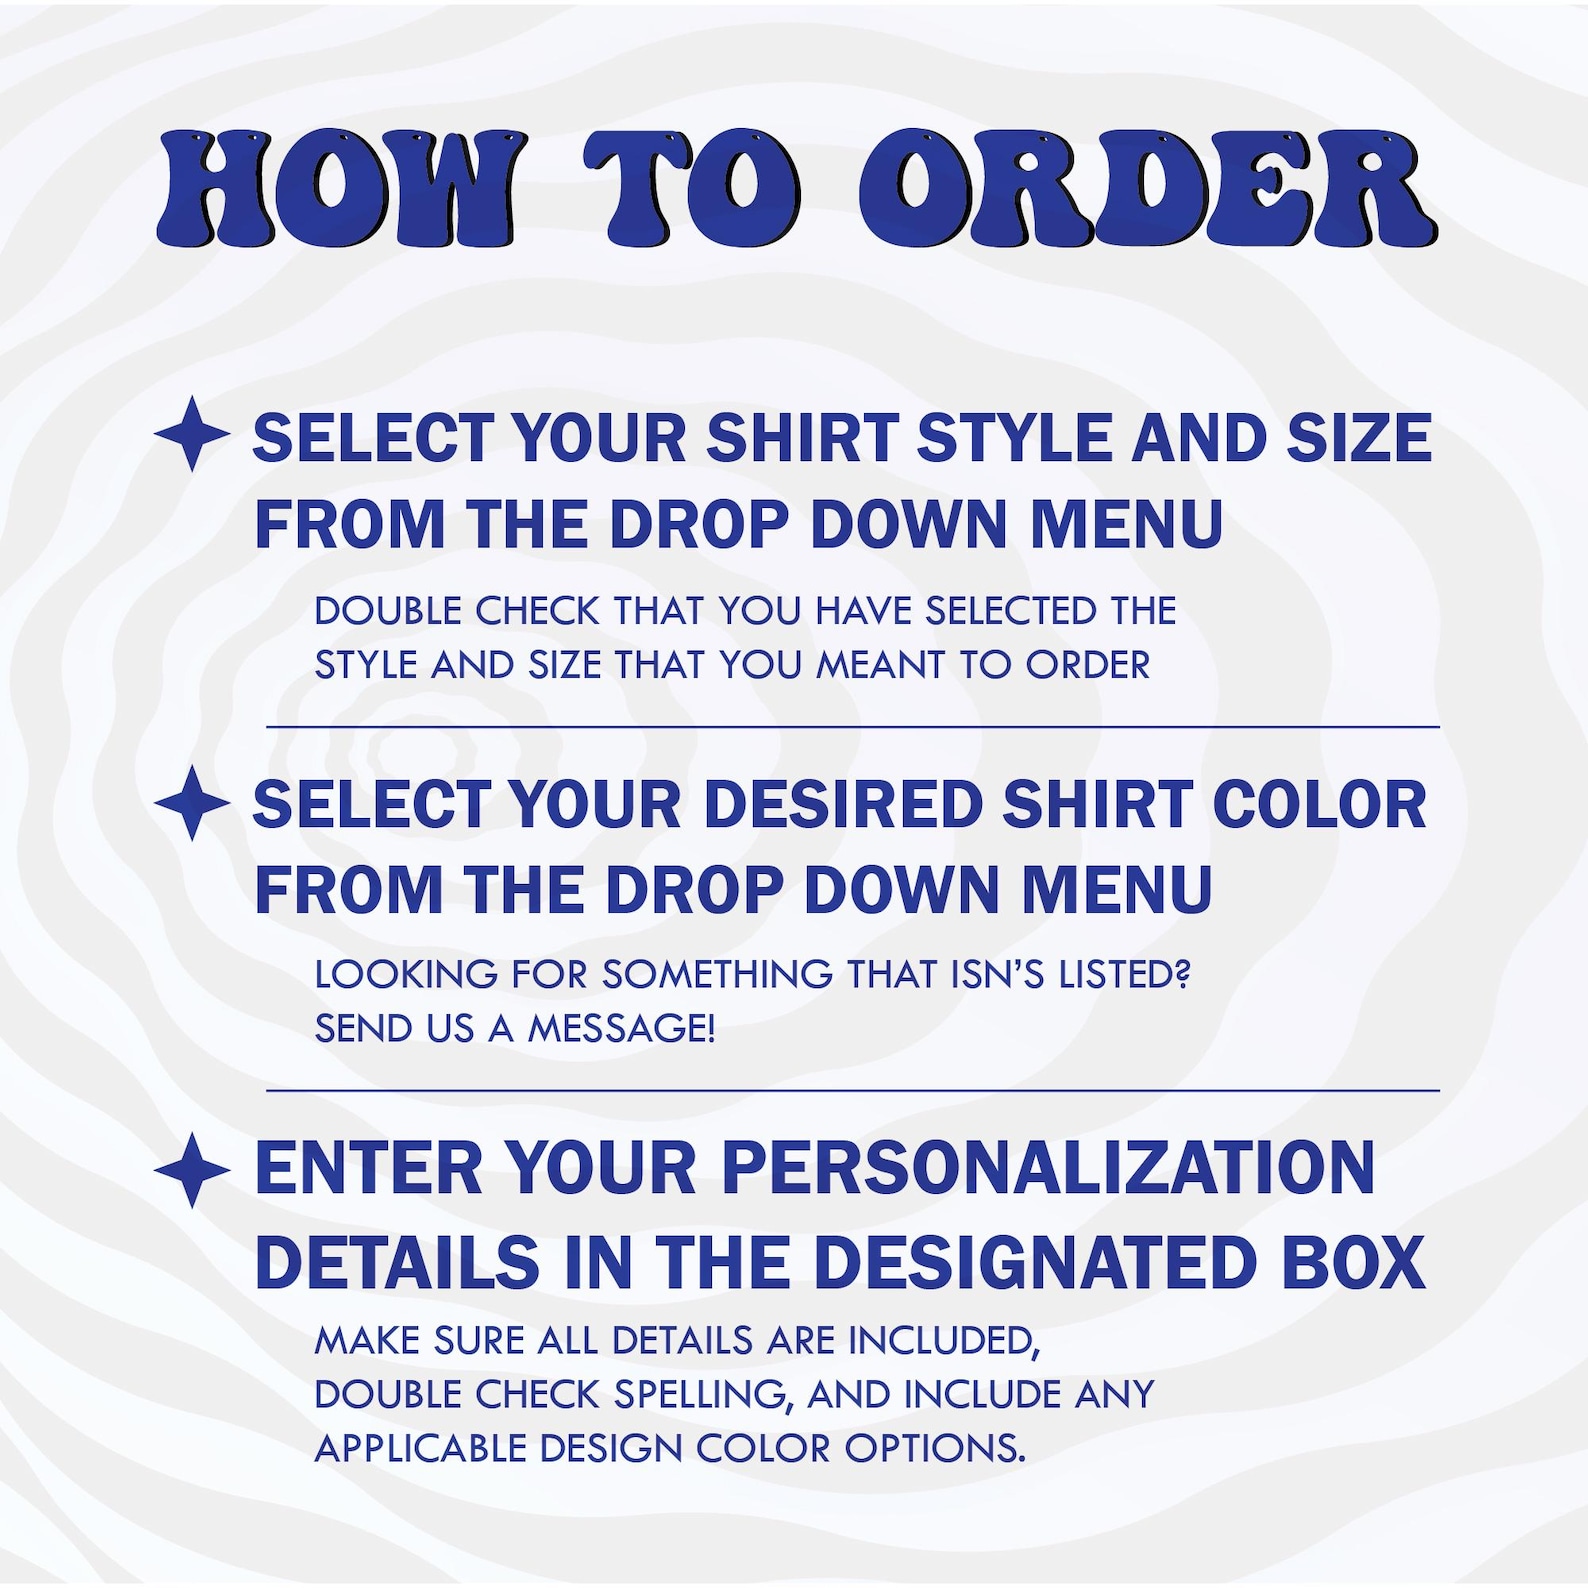 HOW TO ORDER
SELECT YOUR SHIRT STYLE AND SIZE
FROM THE DROP DOWN MENU
DOUBLE CHECK THAT YOU HAVE SELECTED THE
STYLE AND SIZE THAT YOU MEANT TO ORDER
SELECT YOUR DESIRED SHIRT COLOR
FROM THE DROP DOWN MENU
LOOKING FOR SOMETHING THAT ISN'S LISTED?
SEND US A MESSAGE!
ENTER YOUR PERSONALIZATION
DETAILS IN THE DESIGNATED BOX
MAKE SURE ALL DETAILS ARE INCLUDED,
DOUBLE CHECK SPELLING, AND INCLUDE ANY
APPLICABLE DESIGN COLOR OPTIONS.